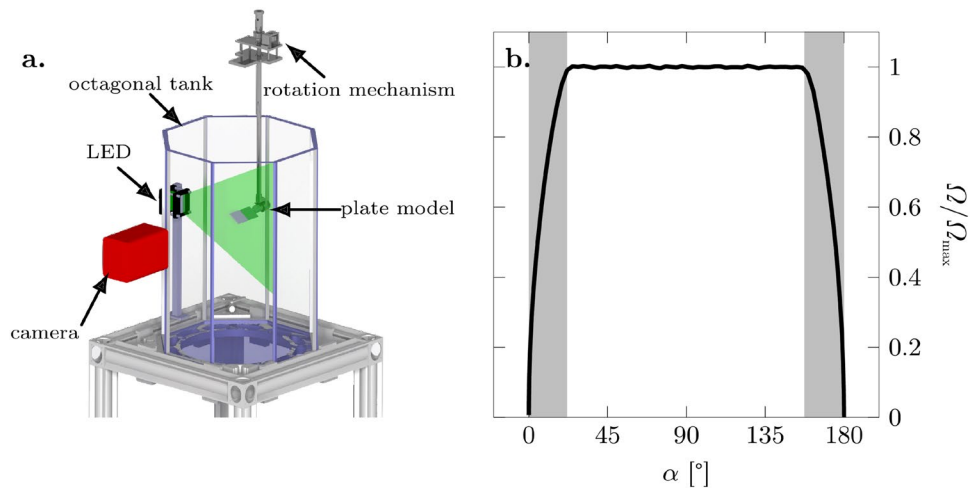 a.
octagonal tank
rotation mechanism
LED
plate model
camera
b.
1
0.8
0.6
0.4
0.2
0
Ω/Ωmax
0 45 90 135 180
α [°]